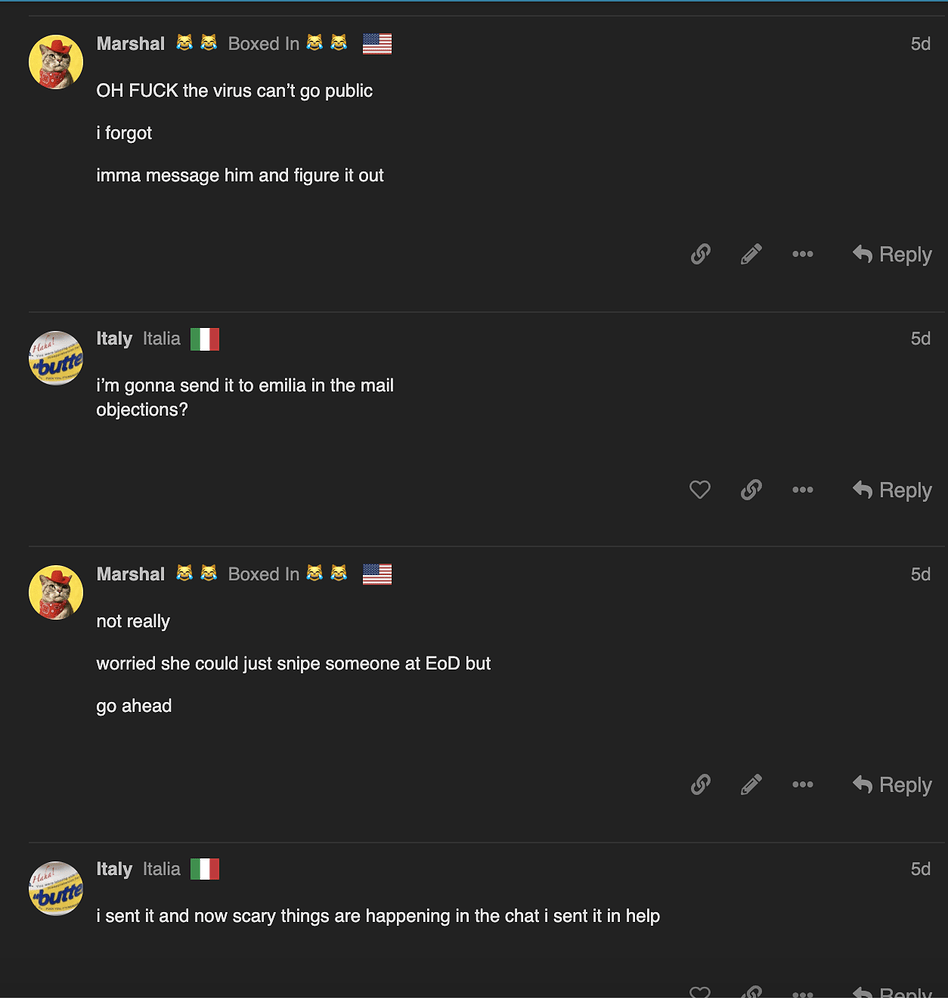 Marshal 😹 😹 Boxed In 😹 😹 🇺🇸 5d
OH FUCK the virus can’t go public
i forgot
imma message him and figure it out
Reply
Italy Italia 🇮🇹 5d
i’m gonna send it to emilia in the mail
objections?
Reply
Marshal 😹 😹 Boxed In 😹 😹 🇺🇸 5d
not really
worried she could just snipe someone at EoD but
go ahead
Reply
Italy Italia 🇮🇹 5d
i sent it and now scary things are happening in the chat i sent it in help
Reply